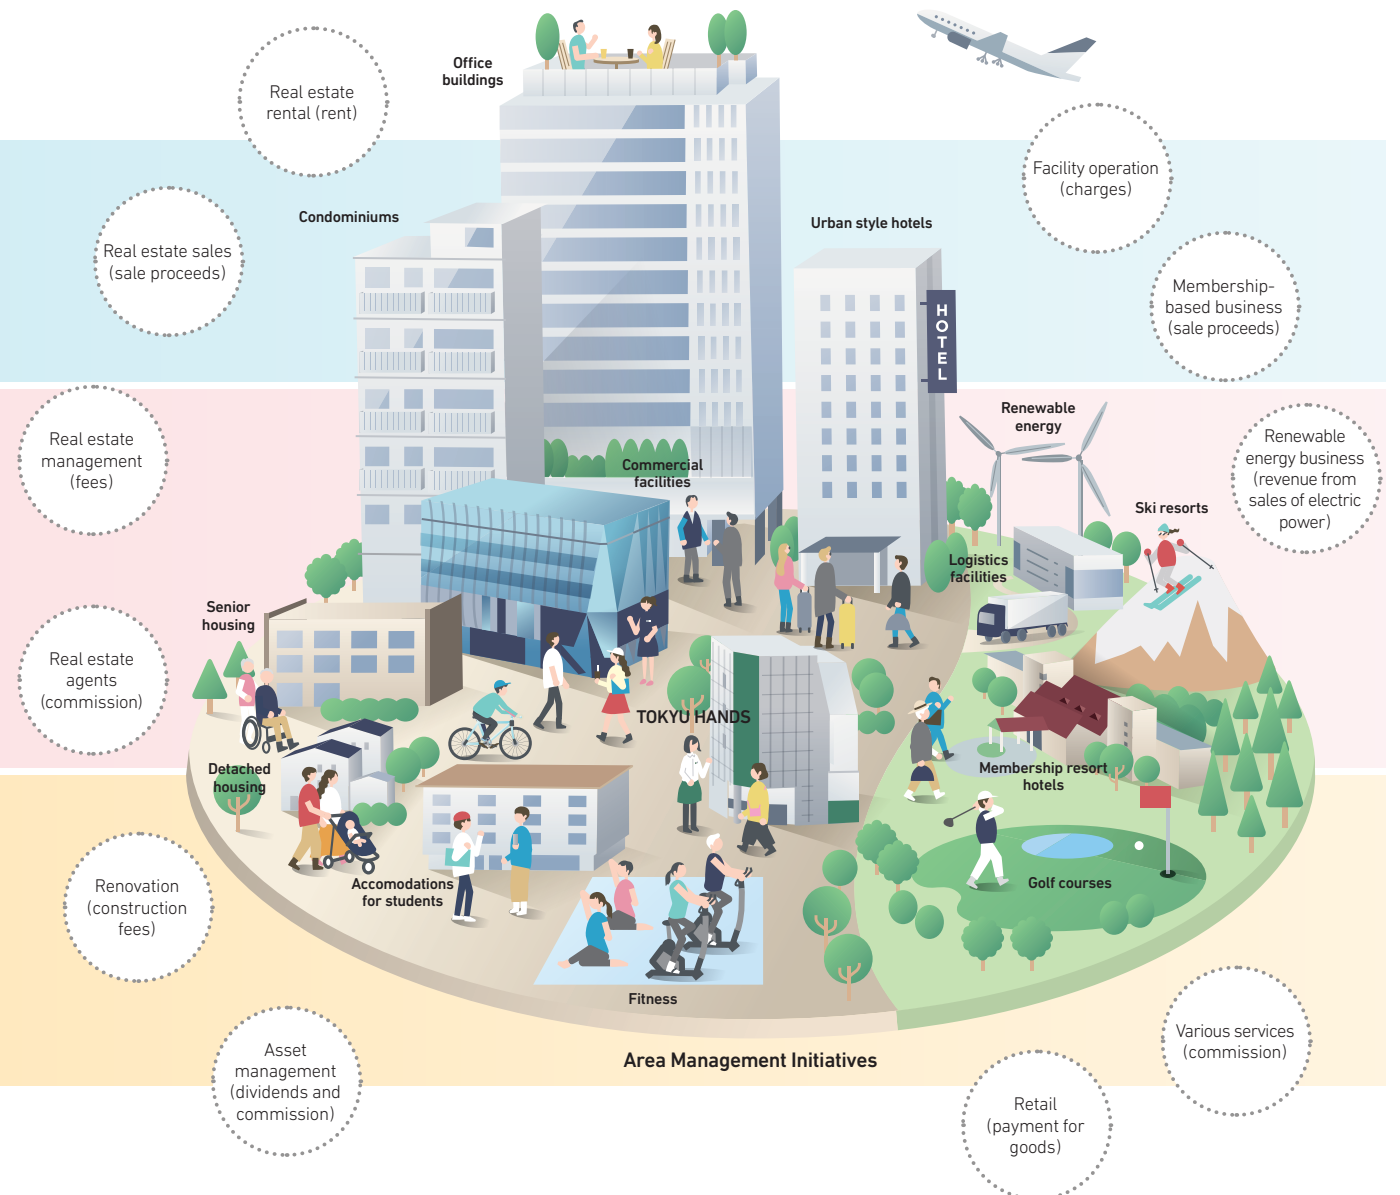 Office
buildings
Real estate
rental (rent)
Facility operation
(charges)
Condominiums
Urban style hotels
Real estate sales
(sale proceeds)
Membership-
based business
(sale proceeds)
HOTEL
Renewable
energy
Real estate
management
(fees)
Renewable
energy business
(revenue from
sales of electric
power)
Commercial
facilities
Ski resorts
Logistics
facilities
Senior
housing
Real estate
agents
(commission)
TOKYU HANDS
Detached
housing
Membership resort
hotels
Accomodations
for students
Golf courses
Renovation
(construction
fees)
Fitness
Area Management Initiatives
Various services
(commission)
Asset
management
(dividends and
commission)
Retail
(payment for
goods)